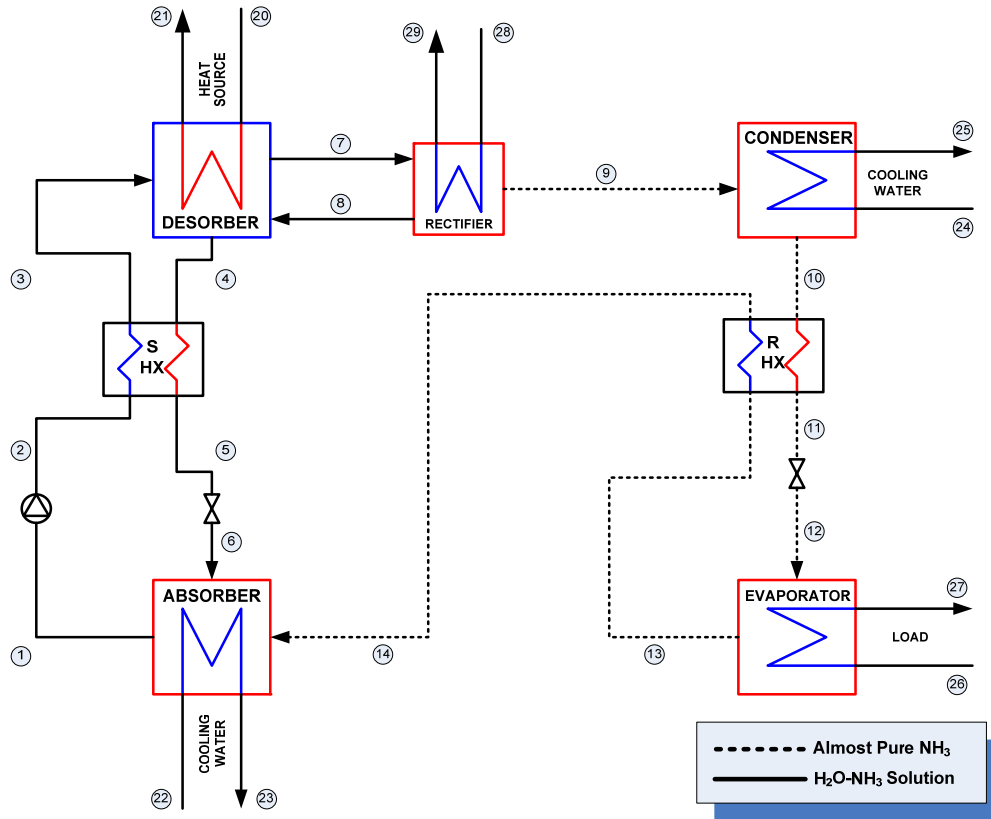 21
20
29
28
HEAT
SOURCE
7
CONDENSER
25
COOLING
WATER
9
8
DESORBER
RECTIFIER
24
3
4
10
S
HX
R
HX
2
5
11
6
12
ABSORBER
EVAPORATOR
27
LOAD
1
14
13
26
COOLING
WATER
22
23
Almost Pure NH₃
H₂O-NH₃ Solution